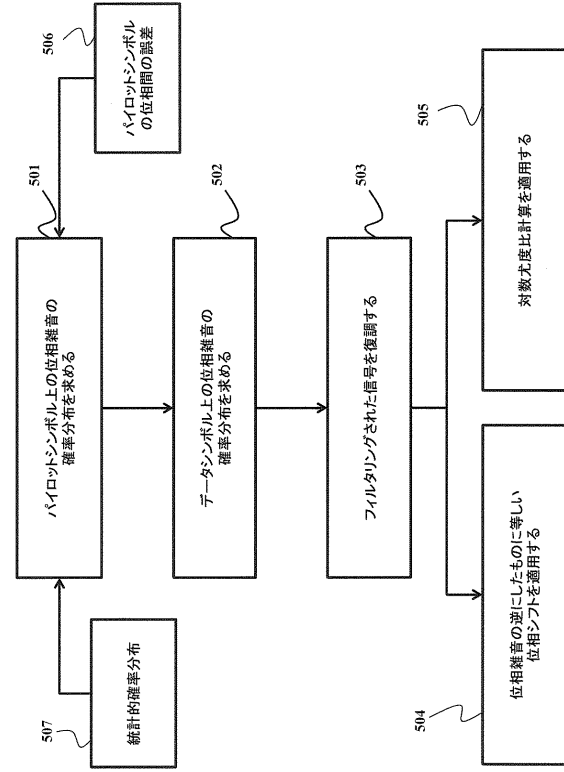 506
パイロットシンボル
の位相間の誤差
501
パイロットシンボル上の位相雑音の
確率分布を求める
507
統計的確率分布
502
データシンボル上の位相雑音の
確率分布を求める
503
フィルタリングされた信号を復調する
504
位相雑音の逆にしたものに等しい
位相シフトを適用する
505
対数尤度比計算を適用する